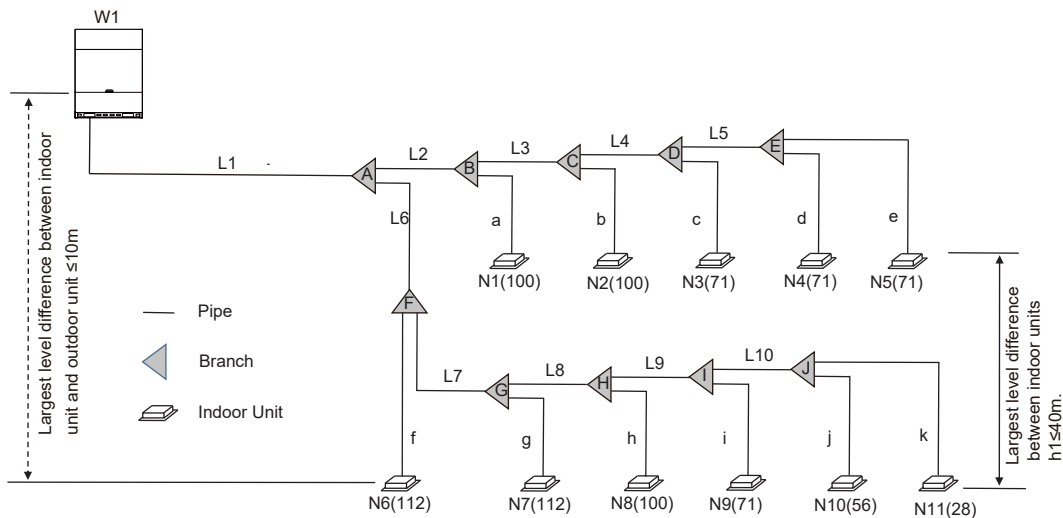 W1
L1
L2
L3
L4
L5
A
B
C
D
E
L6
a
b
c
d
e
N1(100)
N2(100)
N3(71)
N4(71)
N5(71)
Largest level difference between indoor
unit and outdoor unit ≤10m
Pipe
Branch
Indoor Unit
F
L7
L8
L9
L10
G
H
I
J
f
g
h
i
j
k
N6(112)
N7(112)
N8(100)
N9(71)
N10(56)
N11(28)
Largest level difference
between indoor units
h1≤40m.